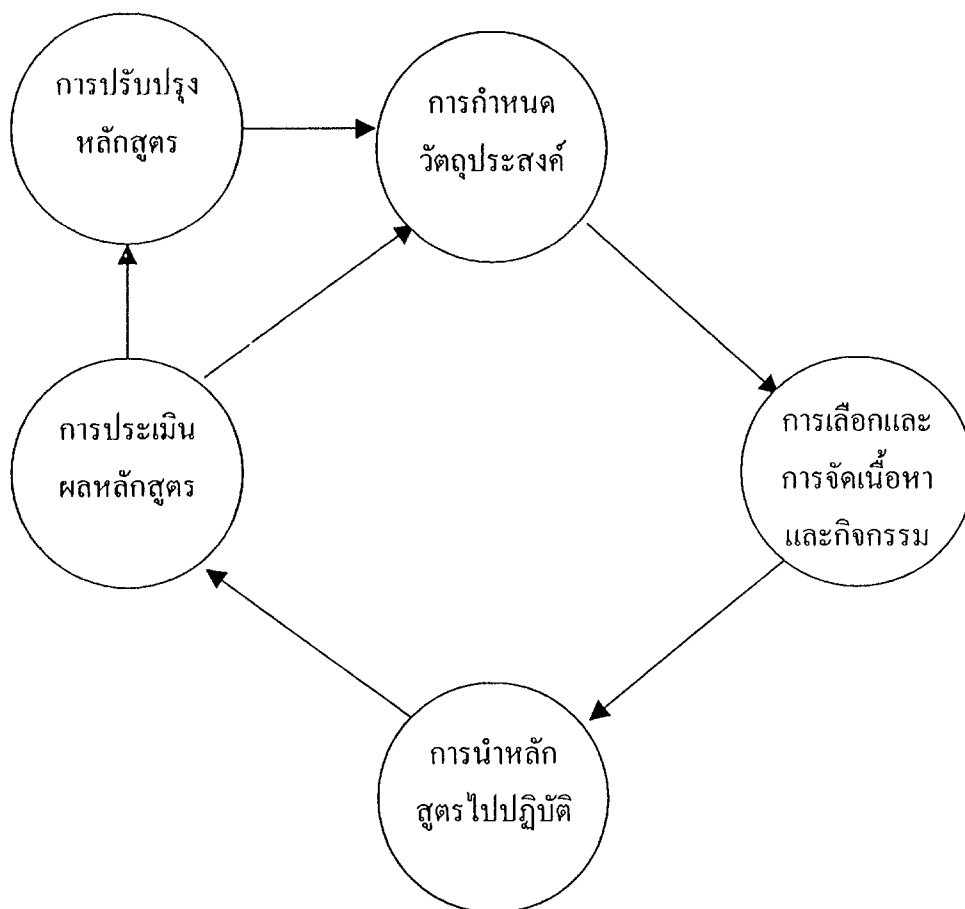 การปรับปรุง
หลักสูตร
การกำหนด
วัตถุประสงค์
การเลือกและ
การจัดเนื้อหา
และกิจกรรม
การนำหลัก
สูตรไปปฏิบัติ
การประเมิน
ผลหลักสูตร